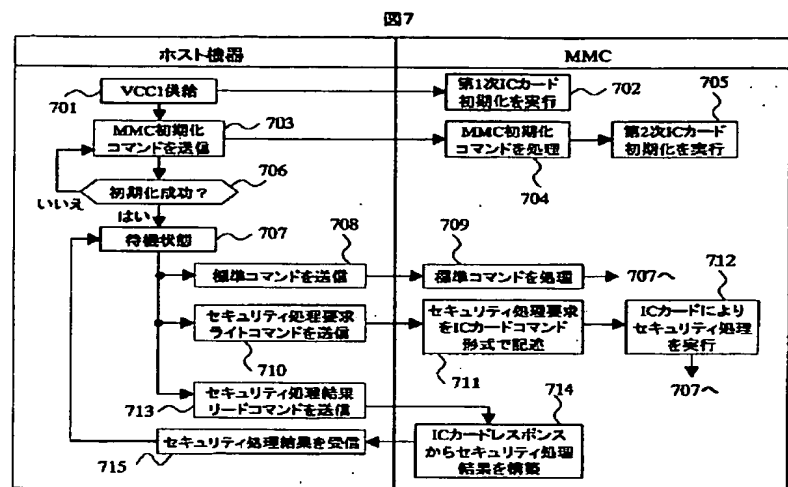 図7
ホスト機器
MMC
VCC1供給
701
第1次ICカード
初期化を実行
702
705
MMC初期化
コマンドを送信
703
MMC初期化
コマンドを処理
704
第2次ICカード
初期化を実行
初期化成功?
706
いいえ
はい
待機状態
707
708
標準コマンドを送信
709
標準コマンドを処理
707へ
712
セキュリティ処理要求
ライトコマンドを送信
710
セキュリティ処理要求
をICカードコマンド
形式で記述
711
ICカードにより
セキュリティ処理
を実行
707へ
713
セキュリティ処理結果
リードコマンドを送信
714
セキュリティ処理結果を受信
715
ICカードレスポンス
からセキュリティ処理
結果を構築